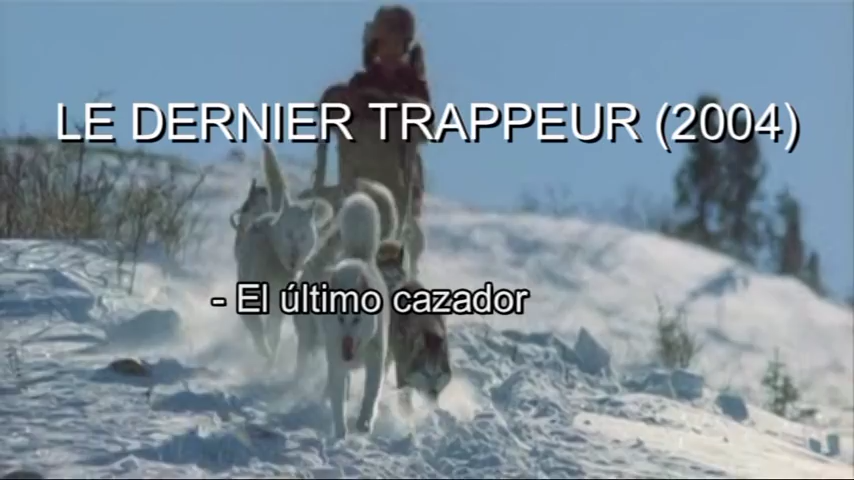 LE DERNIER TRAPPEUR (2004)
- El último cazador